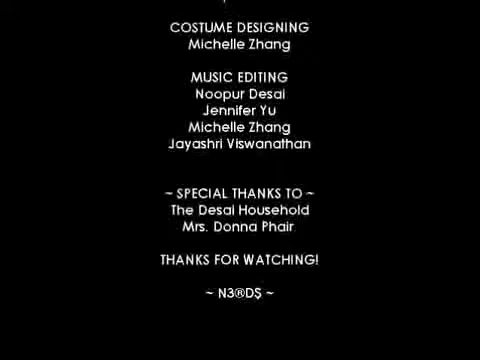 COSTUME DESIGNING
Michelle Zhang
MUSIC EDITING
Noopur Desai
Jennifer Yu
Michelle Zhang
Jayashri Viswanathan
~ SPECIAL THANKS TO ~
The Desai Household
Mrs. Donna Phair
THANKS FOR WATCHING!
~ N3®D$ ~